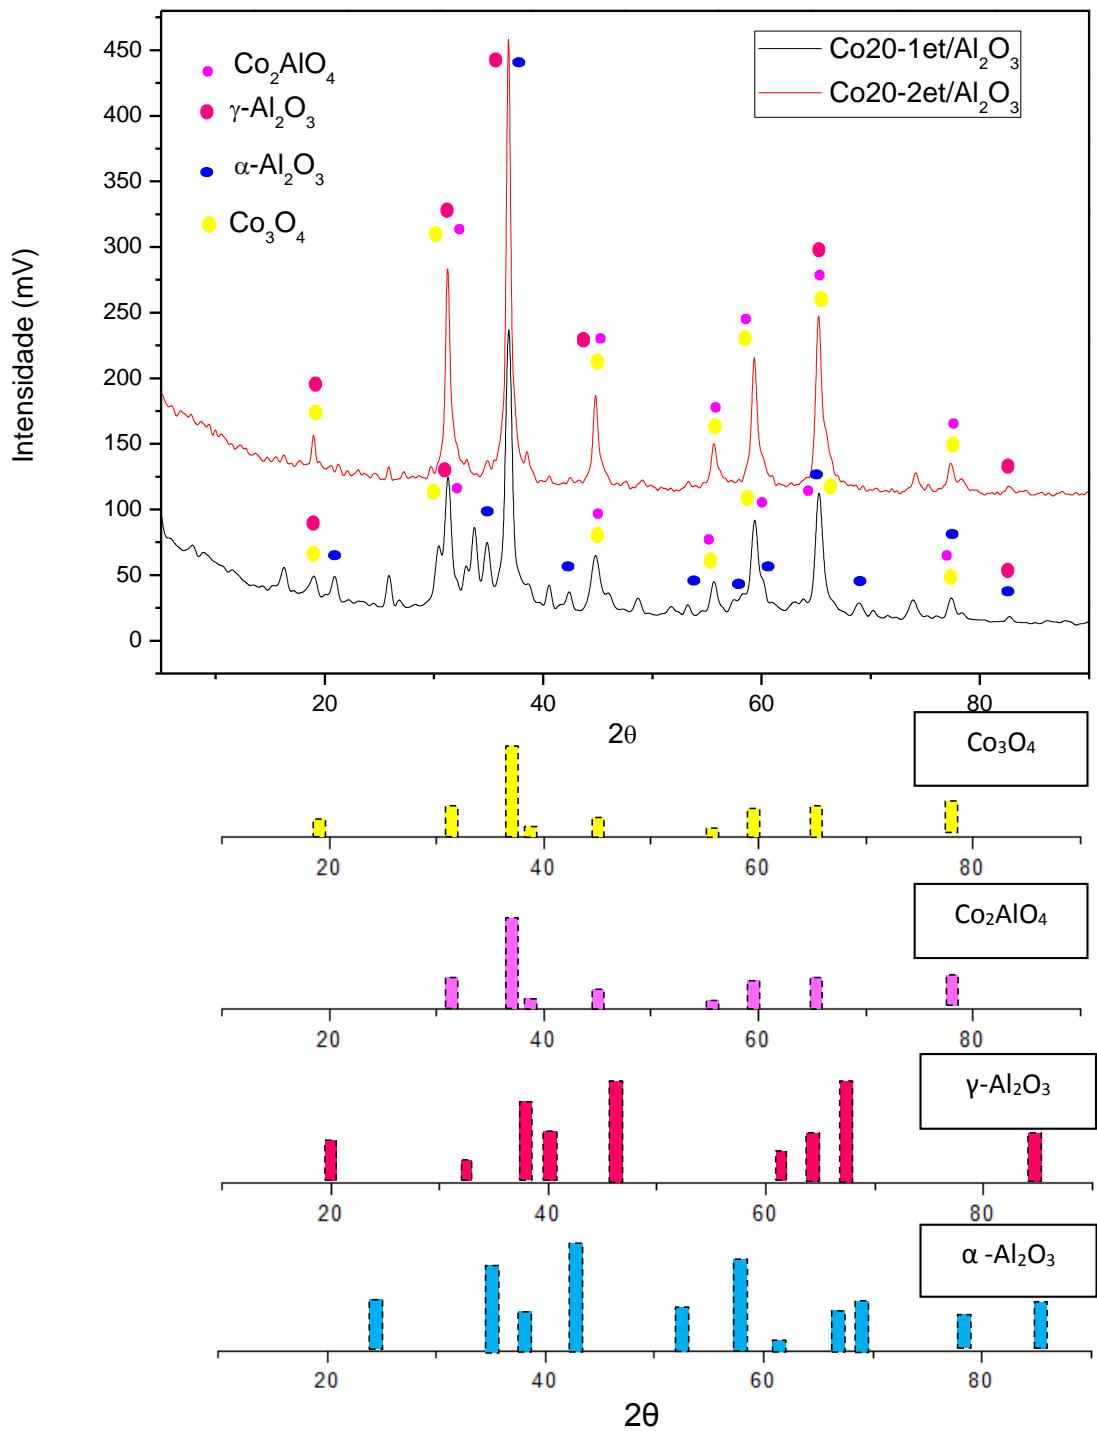 450
400
350
300
250
200
150
100
50
0
Intensidade (mV)
Co₂AlO₄
γ-Al₂O₃
α-Al₂O₃
Co₃O₄
Co20-1et/Al₂O₃
Co20-2et/Al₂O₃
20 40 60 80
2θ
Co₃O₄
20 40 60 80
Co₂AlO₄
20 40 60 80
γ-Al₂O₃
20 40 60 80
α -Al₂O₃
20 40 60 80
2θ